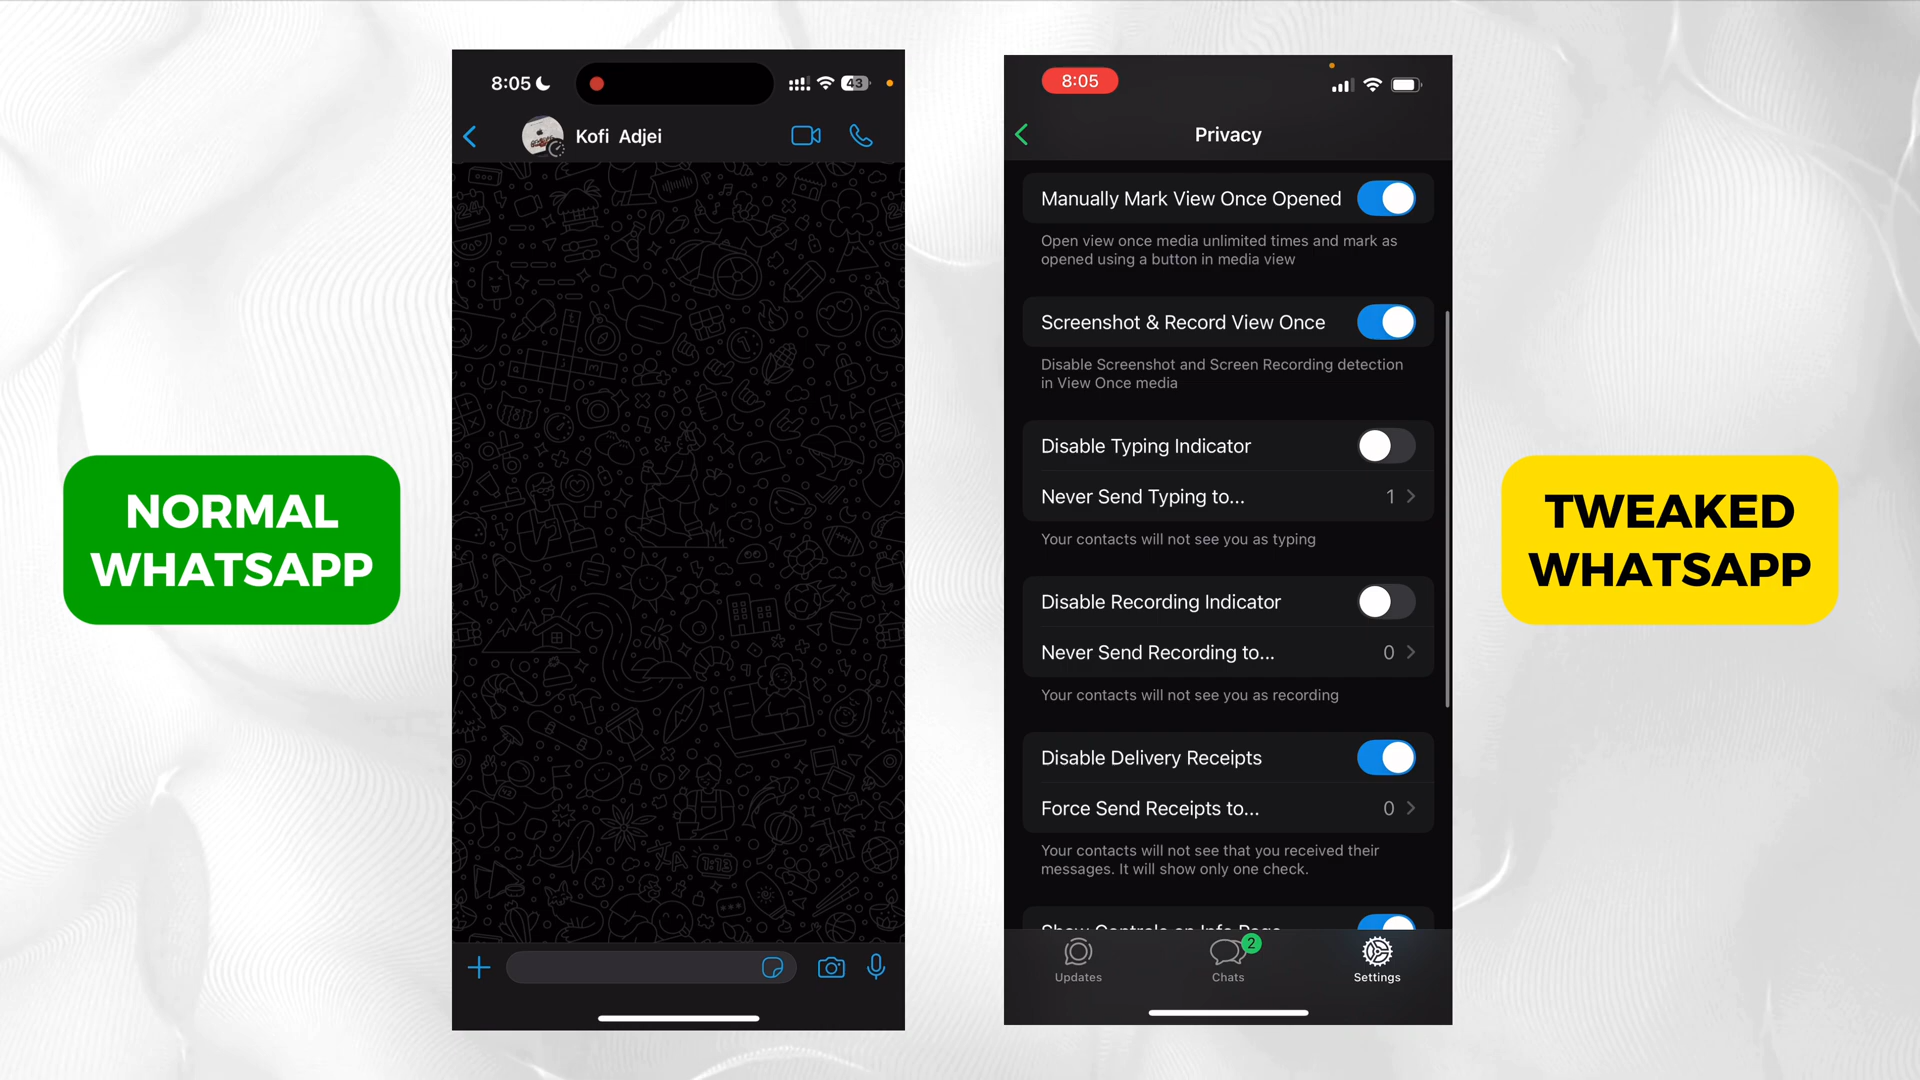 NORMAL
WHATSAPP
8:05
43
Kofi Adjei
8:05
Privacy
Manually Mark View Once Opened
Open view once media unlimited times and mark as
opened using a button in media view
Screenshot & Record View Once
Disable Screenshot and Screen Recording detection
in View Once media
Disable Typing Indicator
Never Send Typing to... 1
Your contacts will not see you as typing
Disable Recording Indicator
Never Send Recording to... 0
Your contacts will not see you as recording
Disable Delivery Receipts
Force Send Receipts to... 0
Your contacts will not see that you received their
messages. It will show only one check.
Show Controls on Info Page
Updates
Chats 2
Settings
TWEAKED
WHATSAPP